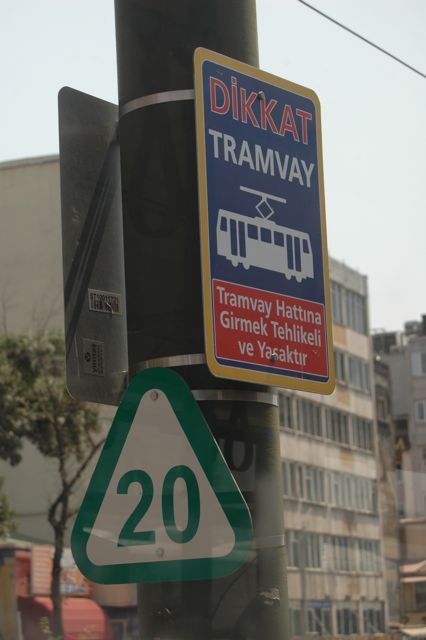 DİKKAT
TRAMVAY
Tramvay Hattına
Girmek Tehlikeli
ve Yasaktır
20